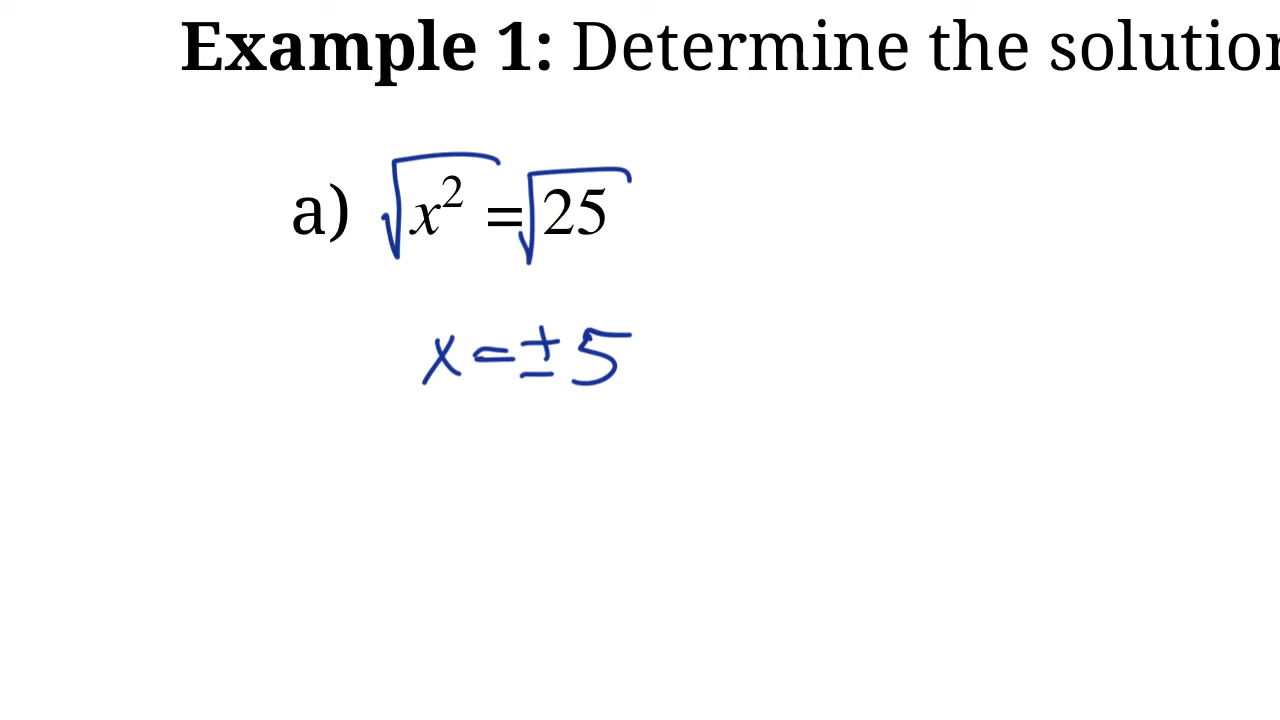 Example 1: Determine the solution
a) √x² = √25
x = ± 5